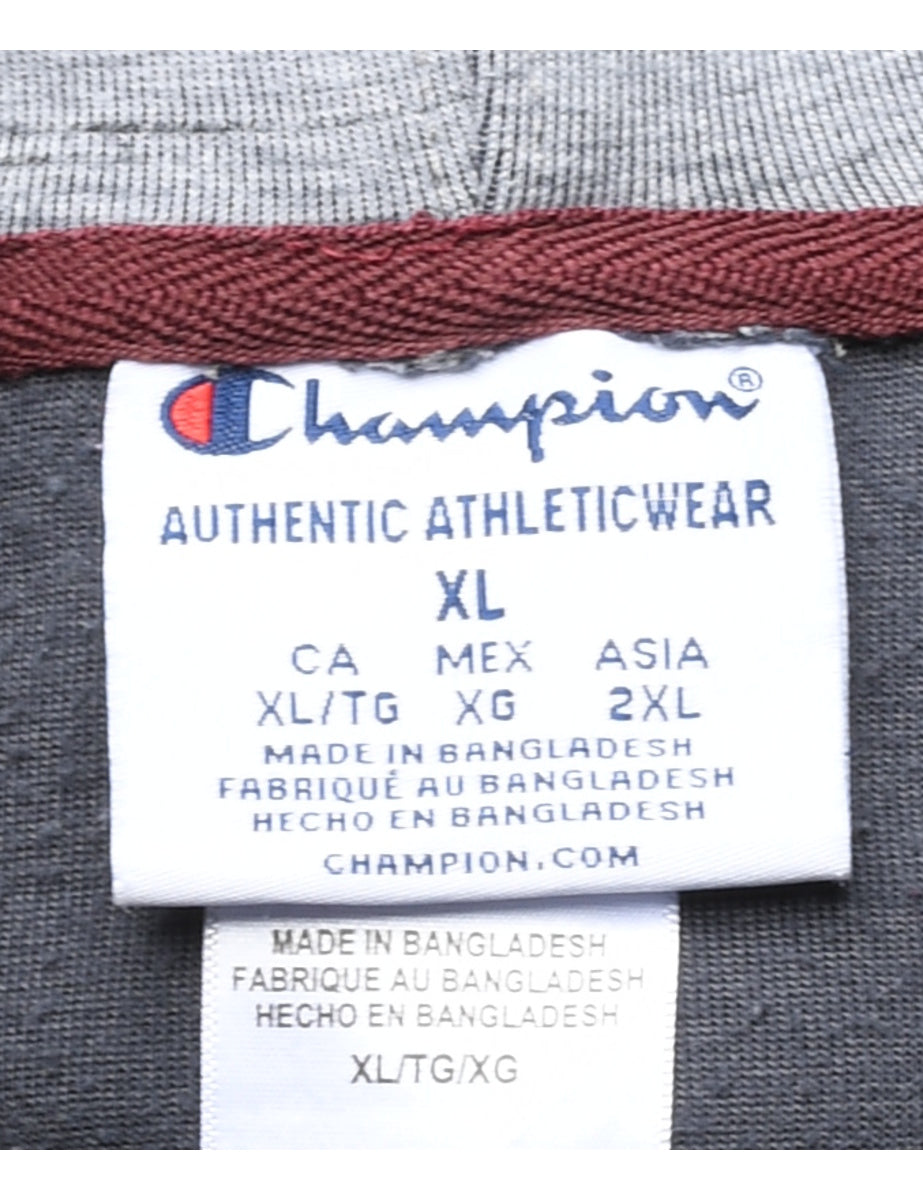 Champion®
AUTHENTIC ATHLETICWEAR
XL
CA MEX ASIA
XL/TG XG 2XL
MADE IN BANGLADESH
FABRIQUÉ AU BANGLADESH
HECHO EN BANGLADESH
CHAMPION.COM
MADE IN BANGLADESH
FABRIQUE AU BANGLADESH
HECHO EN BANGLADESH
XL/TG/XG